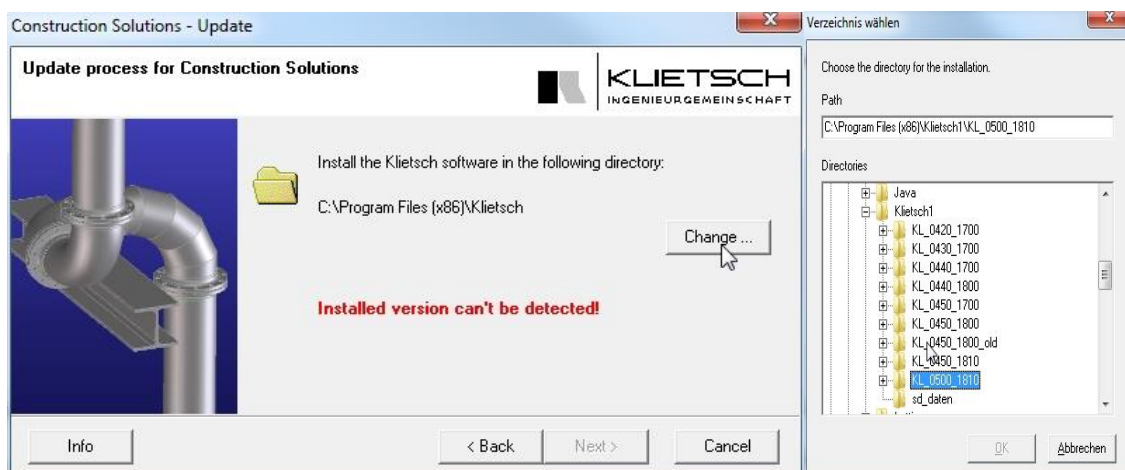 Construction Solutions - Update
Update process for Construction Solutions
KLIETSCH
INGENIEURGEMEINSCHAFT
Install the Klietsch software in the following directory:
C:\Program Files (x86)\Klietsch
Change ...
Installed version can't be detected!
Info
< Back
Next >
Cancel
Verzeichnis wählen
Choose the directory for the installation.
Path
C:\Program Files (x86)\Klietsch1\KL_0500_1810
Directories
Java
Klietsch1
KL_0420_1700
KL_0430_1700
KL_0440_1700
KL_0440_1800
KL_0450_1700
KL_0450_1800
KL_0450_1800_old
KL_0450_1810
KL_0500_1810
sd_daten
OK
Abbrechen